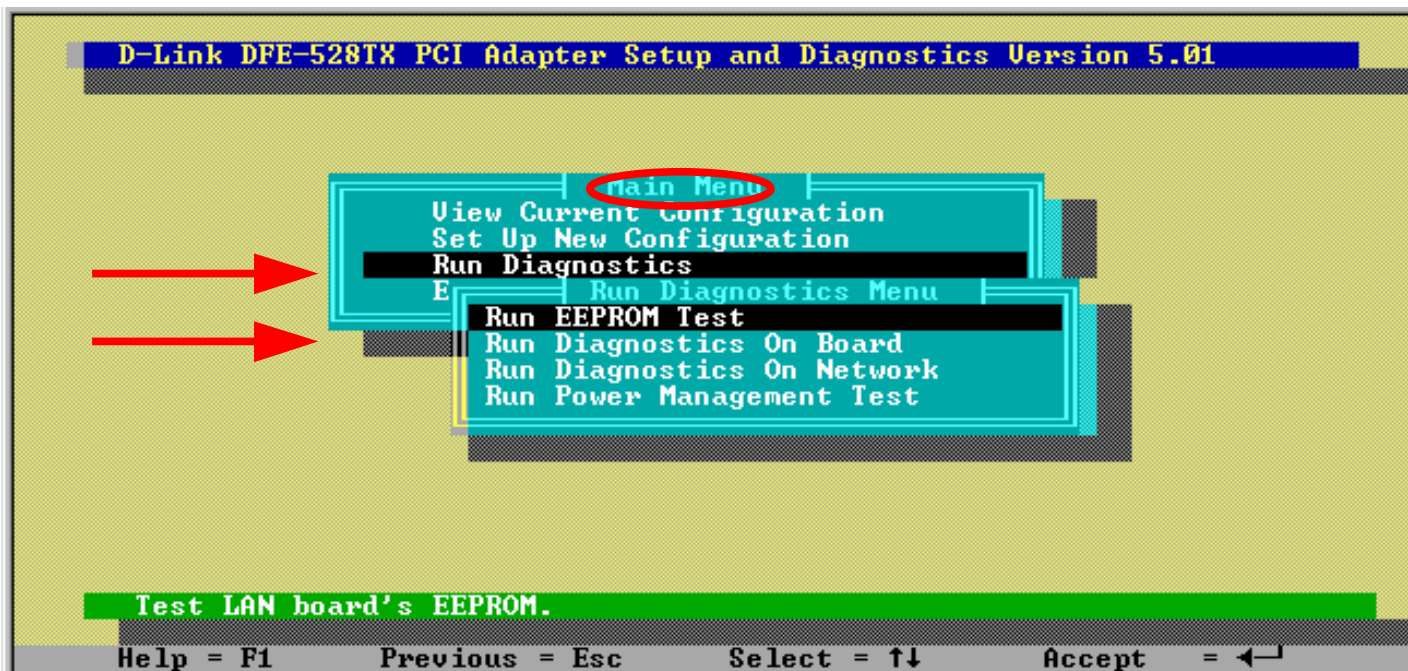 D-Link DFE-528TX PCI Adapter Setup and Diagnostics Version 5.01
Main Menu
View Current Configuration
Set Up New Configuration
Run Diagnostics
E
Run Diagnostics Menu
Run EEPROM Test
Run Diagnostics On Board
Run Diagnostics On Network
Run Power Management Test
Test LAN board's EEPROM.
Help = F1 Previous = Esc Select = ↑↓ Accept = ◄┘